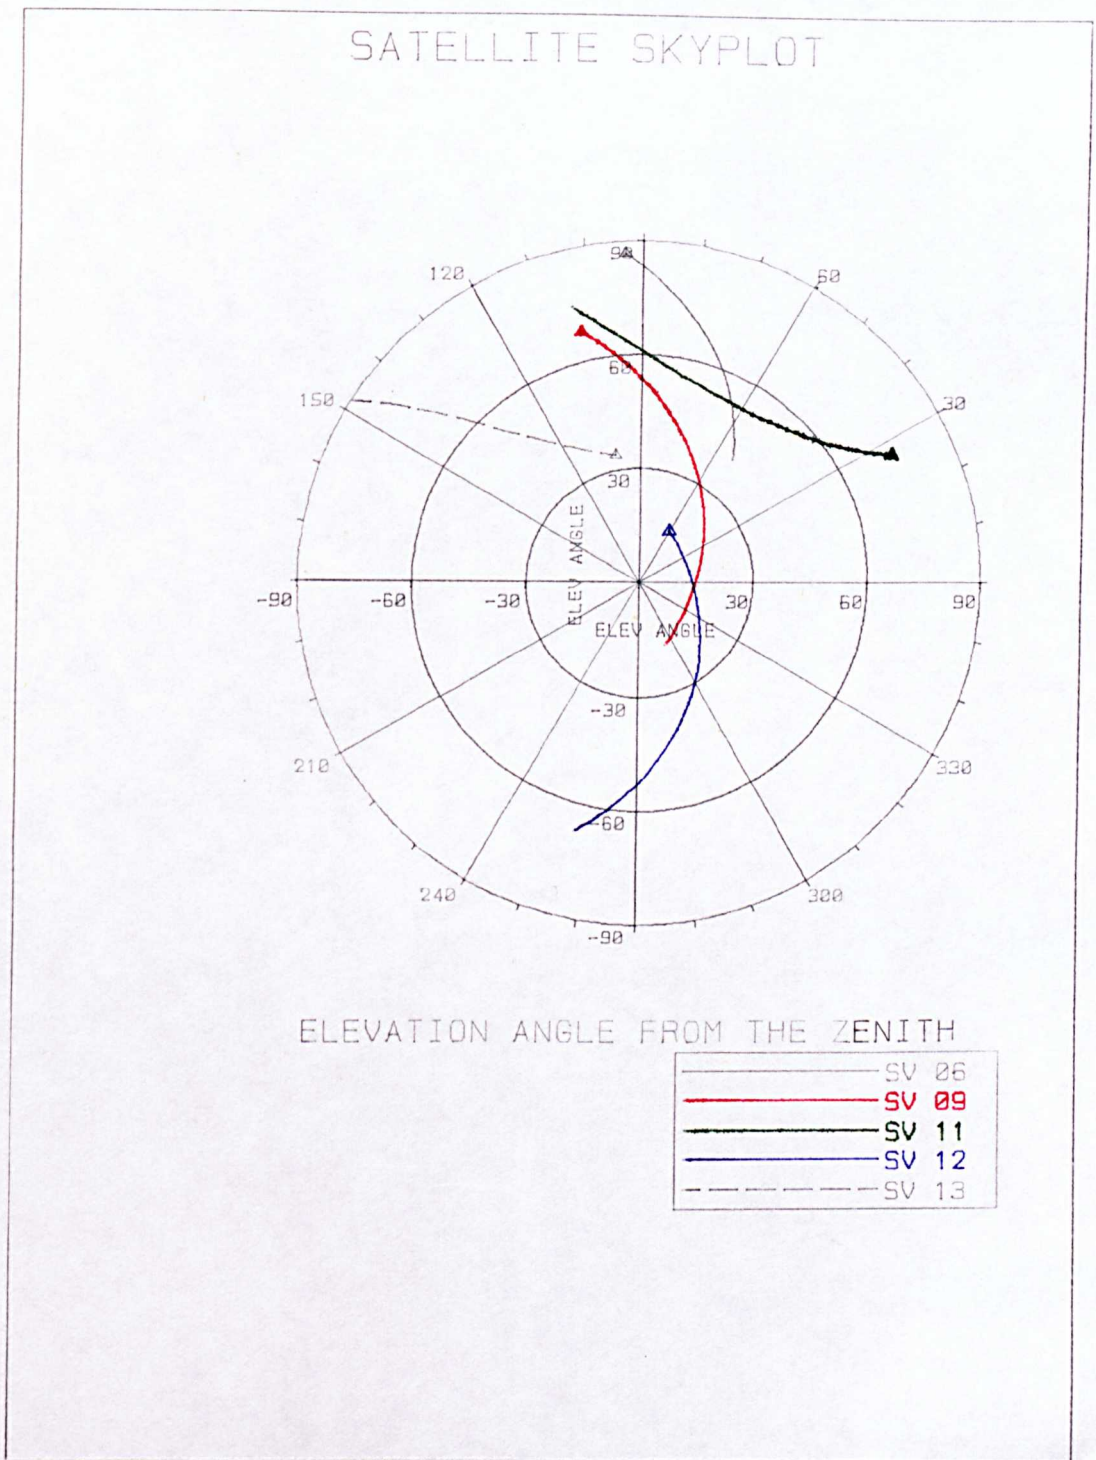 SATELLITE SKYPLOT
90
120
60
60
150
30
30
ELEV ANGLE
-90
-60
-30
30
60
90
ELEV ANGLE
-30
210
330
-60
240
300
-90
ELEVATION ANGLE FROM THE ZENITH
SV 06
SV 09
SV 11
SV 12
SV 13